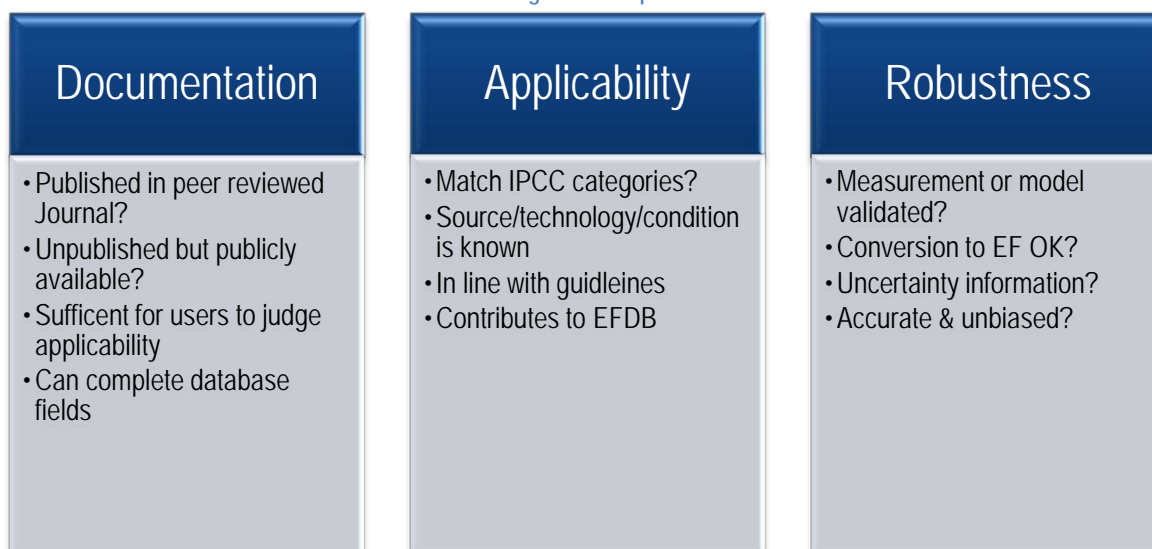 Documentation
• Published in peer reviewed
Journal?
• Unpublished but publicly
available?
• Sufficent for users to judge
applicability
• Can complete database
fields
Applicability
• Match IPCC categories?
• Source/technology/condition
is known
• In line with guidleines
• Contributes to EFDB
Robustness
• Measurement or model
validated?
• Conversion to EF OK?
• Uncertainty information?
• Accurate & unbiased?